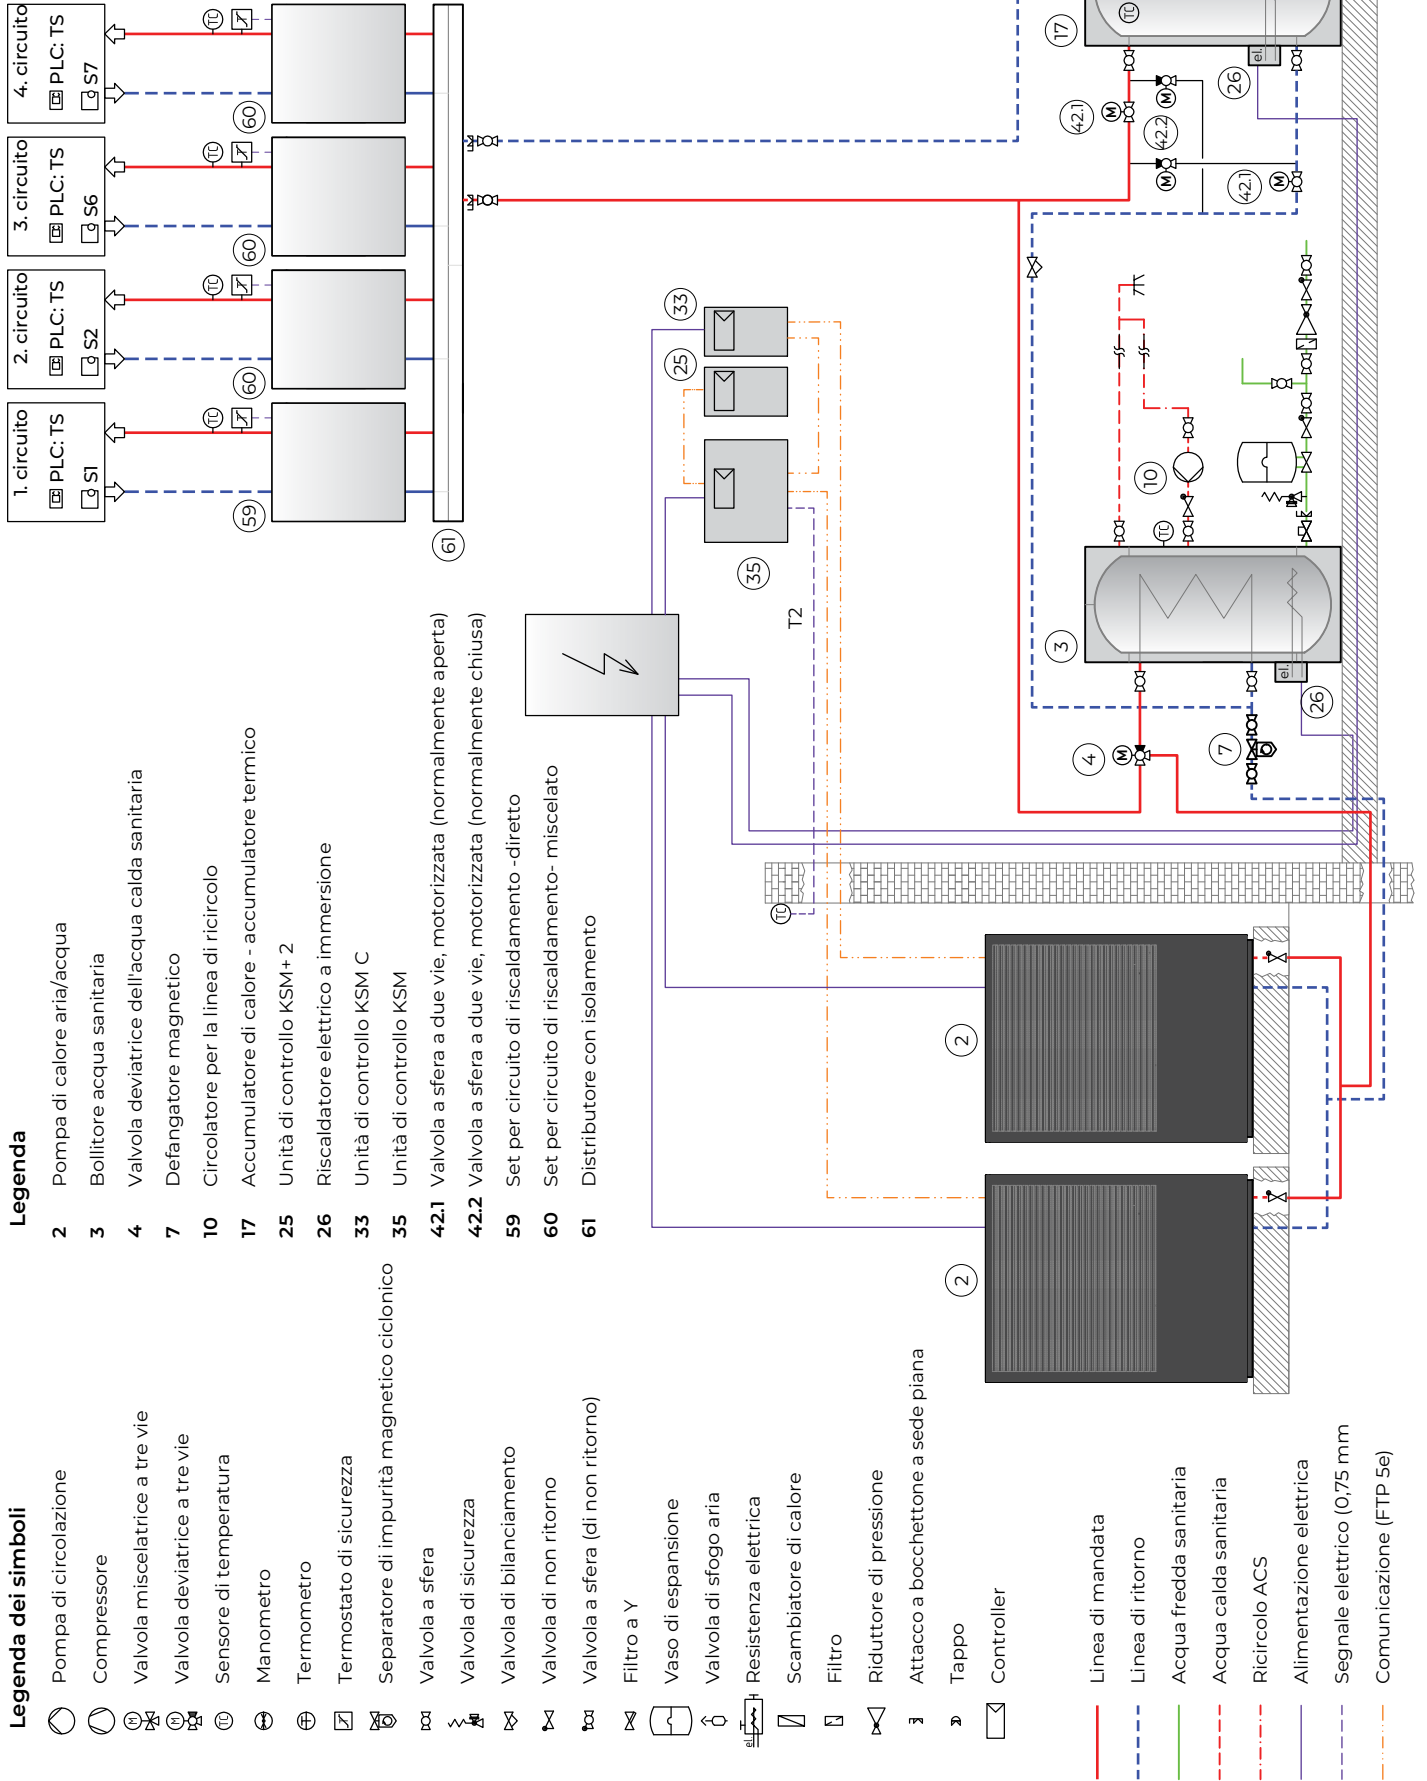 Legenda dei simboli
Pompa di circolazione
Compressore
Valvola miscelatrice a tre vie
Valvola deviatrice a tre vie
Sensore di temperatura
Manometro
Termometro
Termostato di sicurezza
Separatore di impurità magnetico ciclonico
Valvola a sfera
Valvola di sicurezza
Valvola di bilanciamento
Valvola di non ritorno
Valvola a sfera (di non ritorno)
Filtro a Y
Vaso di espansione
Valvola di sfogo aria
Resistenza elettrica
Scambiatore di calore
Filtro
Riduttore di pressione
Attacco a bocchettone a sede piana
Tappo
Controller
Linea di mandata
Linea di ritorno
Acqua fredda sanitaria
Acqua calda sanitaria
Ricircolo ACS
Alimentazione elettrica
Segnale elettrico (0,75 mm
Comunicazione (FTP 5e)
M
M
TC
el.
Legenda
2 Pompa di calore aria/acqua
3 Bollitore acqua sanitaria
4 Valvola deviatrice dell'acqua calda sanitaria
7 Defangatore magnetico
10 Circolatore per la linea di ricircolo
17 Accumulatore di calore - accumulatore termico
25 Unità di controllo KSM+ 2
26 Riscaldatore elettrico a immersione
33 Unità di controllo KSM C
35 Unità di controllo KSM
42.1 Valvola a sfera a due vie, motorizzata (normalmente aperta)
42.2 Valvola a sfera a due vie, motorizzata (normalmente chiusa)
59 Set per circuito di riscaldamento -diretto
60 Set per circuito di riscaldamento- miscelato
61 Distributore con isolamento
1. circuito
PLC: TS
S1
2. circuito
PLC: TS
S2
3. circuito
PLC: TS
S6
4. circuito
PLC: TS
S7
TC
TC
TC
TC
59
60
60
60
61
33
25
35
T2
TC
2
2
3
4
M
7
10
TC
26
el.
17
TC
26
el.
42.1
M
42.2
M
M
42.1
M